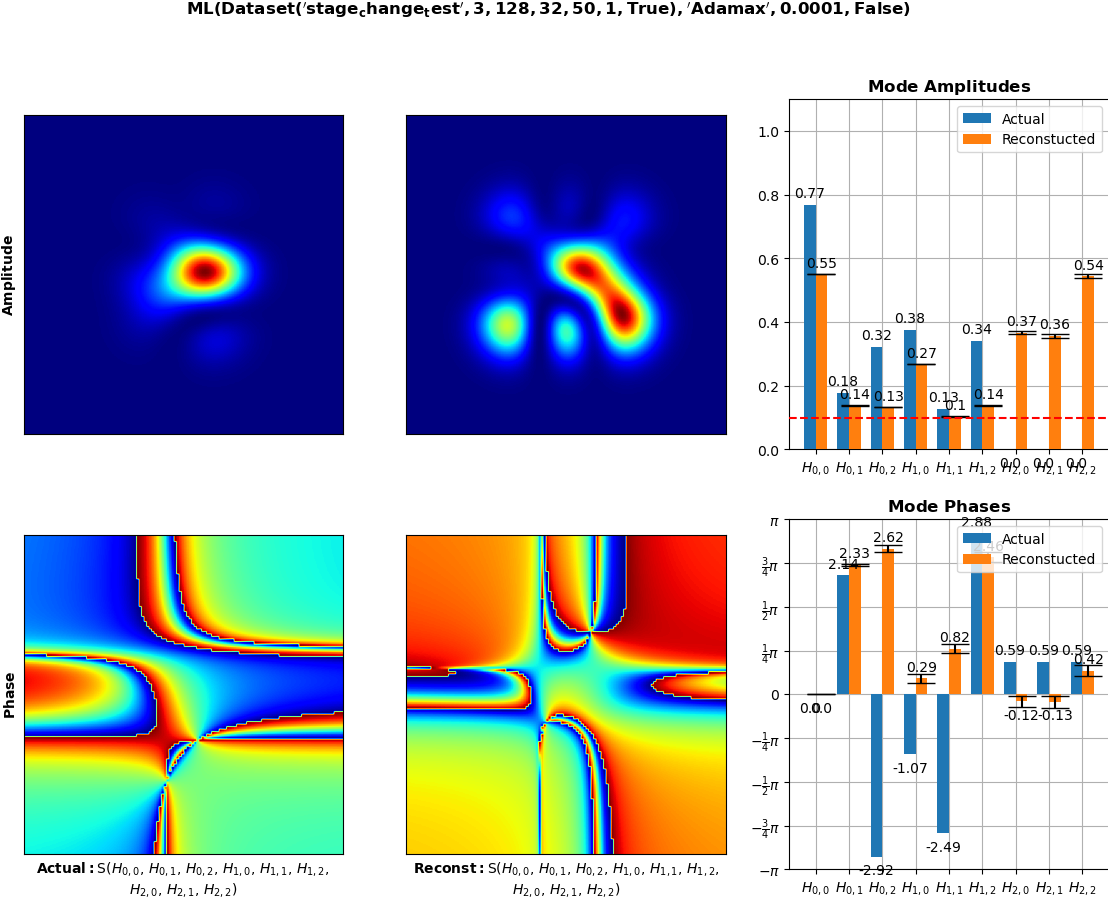 ML(Dataset('stage_change_test', 3, 128, 32, 50, 1, True), 'Adamax', 0.0001, False)
Amplitude
Mode Amplitudes
Actual
Reconstucted
1.0
0.8
0.6
0.4
0.2
0.0
0.77
0.55
0.18
0.14
0.32
0.13
0.38
0.27
0.13
0.1
0.34
0.14
0.0
0.37
0.0
0.36
0.0
0.54
H0,0 H0,1 H0,2 H1,0 H1,1 H1,2 H2,0 H2,1 H2,2
Phase
Mode Phases
Actual
Reconstucted
π
3/4π
1/2π
1/4π
0
−1/4π
−1/2π
−3/4π
−π
0.0
0.0
2.14
2.33
-2.92
2.62
-1.07
0.29
-2.49
0.82
2.88
2.46
0.59
-0.12
0.59
-0.13
0.59
0.42
H0,0 H0,1 H0,2 H1,0 H1,1 H1,2 H2,0 H2,1 H2,2
Actual: S(H0,0, H0,1, H0,2, H1,0, H1,1, H1,2,
H2,0, H2,1, H2,2)
Reconst: S(H0,0, H0,1, H0,2, H1,0, H1,1, H1,2,
H2,0, H2,1, H2,2)